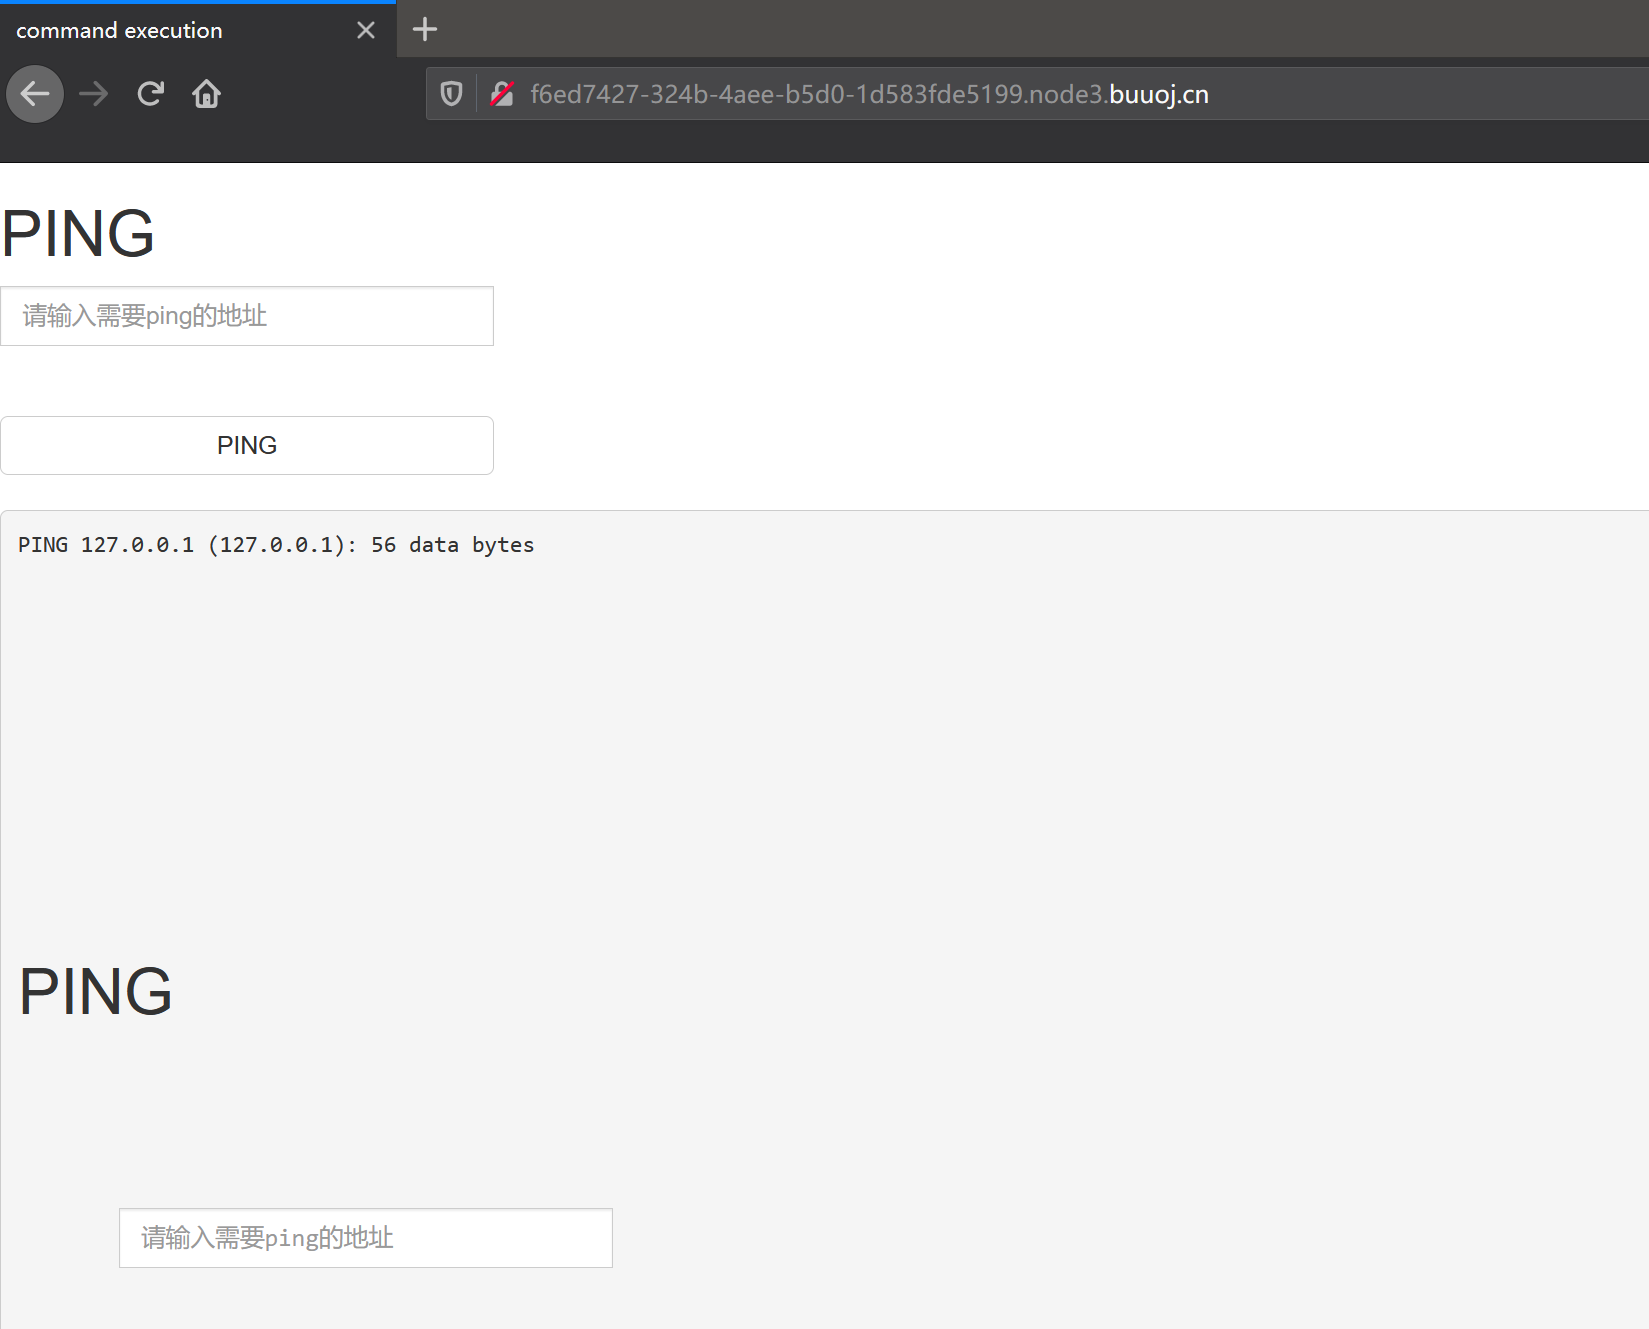 command execution
f6ed7427-324b-4aee-b5d0-1d583fde5199.node3.buuoj.cn
PING
请输入需要ping的地址
PING
PING 127.0.0.1 (127.0.0.1): 56 data bytes
PING
请输入需要ping的地址